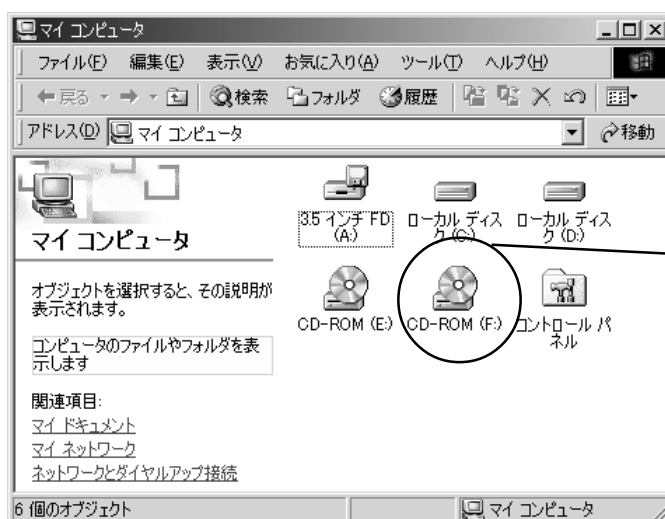 マイ コンピュータ
ファイル(F) 編集(E) 表示(V) お気に入り(A) ツール(T) ヘルプ(H)
戻る 検索 フォルダ 履歴
アドレス(D) マイ コンピュータ 移動
マイ コンピュータ
オブジェクトを選択すると、その説明が
表示されます。
コンピュータのファイルやフォルダを表
示します
関連項目:
マイ ドキュメント
マイ ネットワーク
ネットワークとダイヤルアップ接続
3.5 インチ FD
(A:)
ローカル ディス
ク (C:)
ローカル ディス
ク (D:)
CD-ROM (E:)
CD-ROM (F:)
コントロール パ
ネル
6 個のオブジェクト
マイ コンピュータ